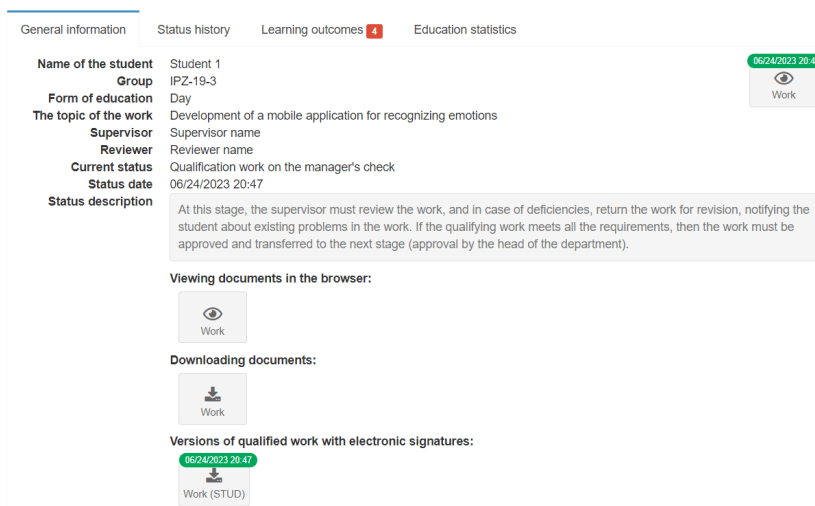 General information
Status history
Learning outcomes 4
Education statistics
Name of the student Student 1
Group IPZ-19-3
Form of education Day
The topic of the work Development of a mobile application for recognizing emotions
Supervisor Supervisor name
Reviewer Reviewer name
Current status Qualification work on the manager's check
Status date 06/24/2023 20:47
Status description
At this stage, the supervisor must review the work, and in case of deficiencies, return the work for revision, notifying the
student about existing problems in the work. If the qualifying work meets all the requirements, then the work must be
approved and transferred to the next stage (approval by the head of the department).
06/24/2023 20:4
Work
Viewing documents in the browser:
Work
Downloading documents:
Work
Versions of qualified work with electronic signatures:
06/24/2023 20:47
Work (STUD)